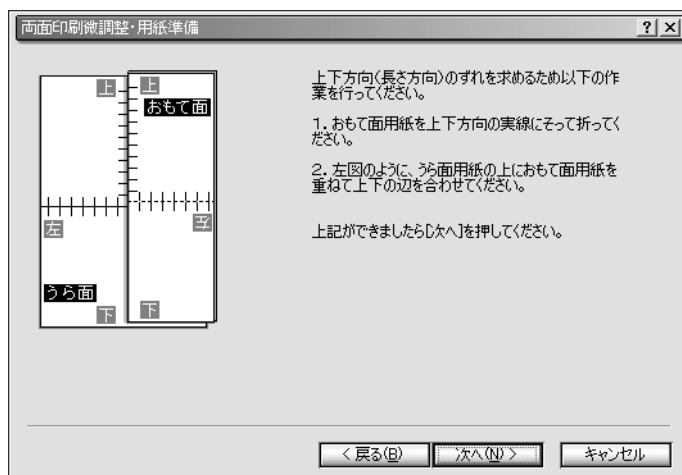 両面印刷微調整・用紙準備
上
上
おもて面
左
右
うら面
下
下
上下方向(長さ方向)のずれを求めるため以下の作
業を行ってください。
1. おもて面用紙を上下方向の実線にそって折ってく
ださい。
2. 左図のように、うら面用紙の上におもて面用紙を
重ねて上下の辺を合わせてください。
上記ができましたら[次へ]を押してください。
< 戻る(B)
次へ(N) >
キャンセル